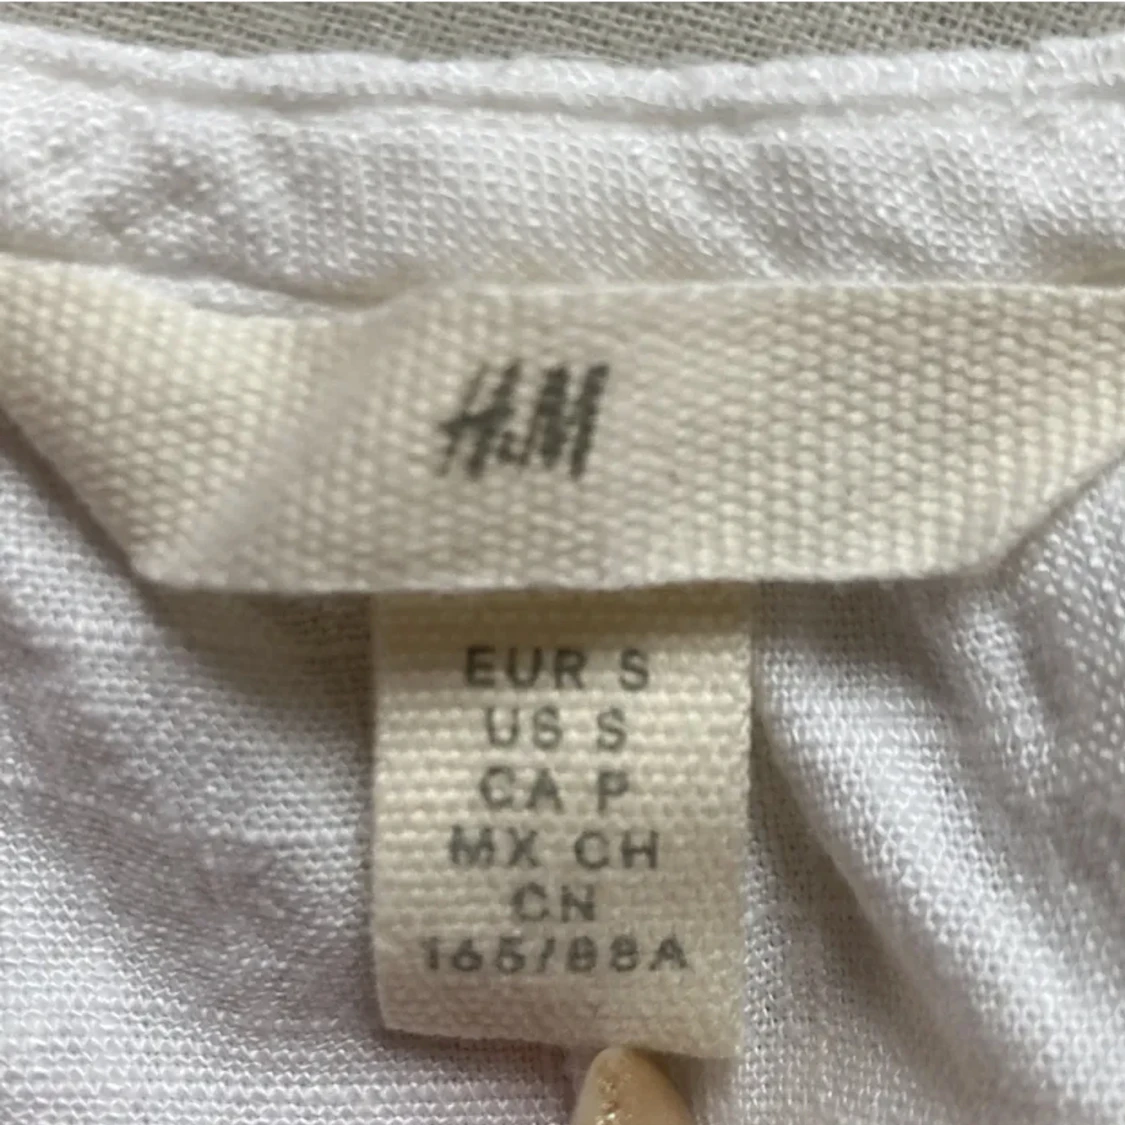 H&M
EUR S
US S
CA P
MX CH
CN
165/88A